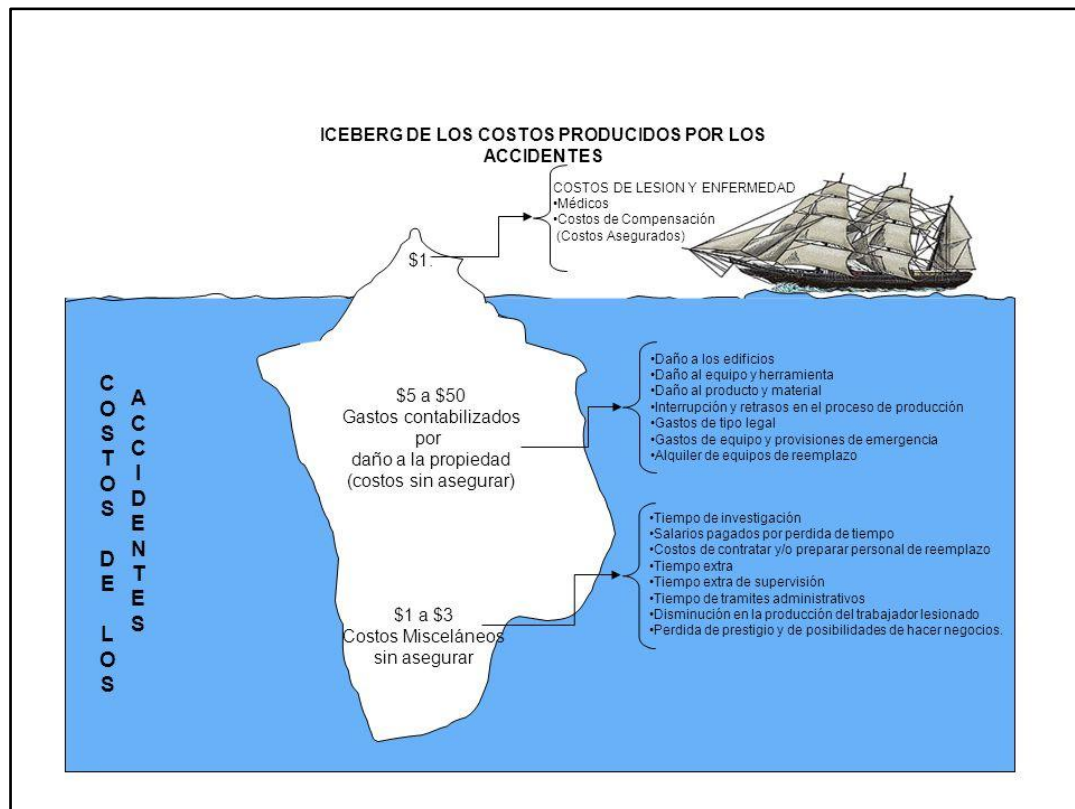 ICEBERG DE LOS COSTOS PRODUCIDOS POR LOS
ACCIDENTES
COSTOS DE LESION Y ENFERMEDAD
•Médicos
•Costos de Compensación
(Costos Asegurados)
$1.
COSTOS DE LOS
ACCIDENTES
$5 a $50
Gastos contabilizados
por
daño a la propiedad
(costos sin asegurar)
•Daño a los edificios
•Daño al equipo y herramienta
•Daño al producto y material
•Interrupción y retrasos en el proceso de producción
•Gastos de tipo legal
•Gastos de equipo y provisiones de emergencia
•Alquiler de equipos de reemplazo
$1 a $3
Costos Misceláneos
sin asegurar
•Tiempo de investigación
•Salarios pagados por perdida de tiempo
•Costos de contratar y/o preparar personal de reemplazo
•Tiempo extra
•Tiempo extra de supervisión
•Tiempo de tramites administrativos
•Disminución en la producción del trabajador lesionado
•Perdida de prestigio y de posibilidades de hacer negocios.